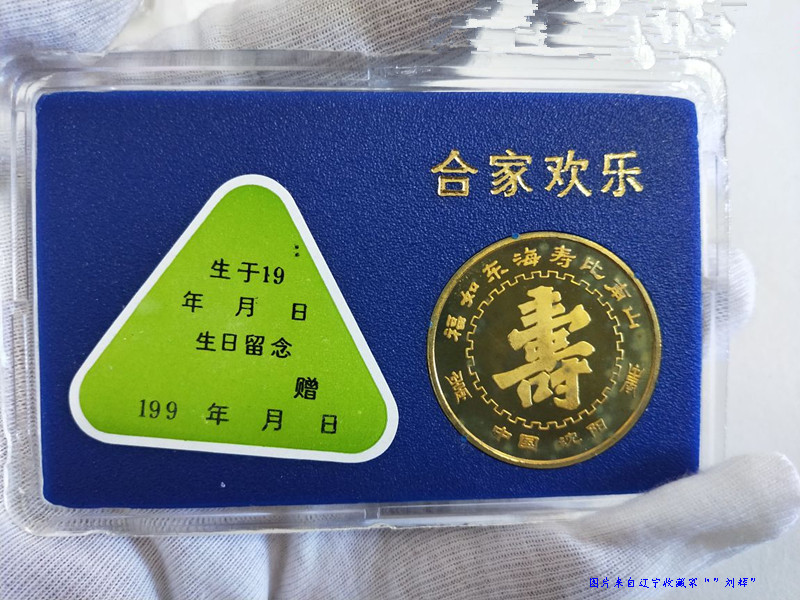 合家欢乐
：
生于19
年 月 日
生日留念
赠
199 年 月 日
福如东海寿比南山
寿
中国沈阳
图片来自辽宁收藏家“”刘辉”